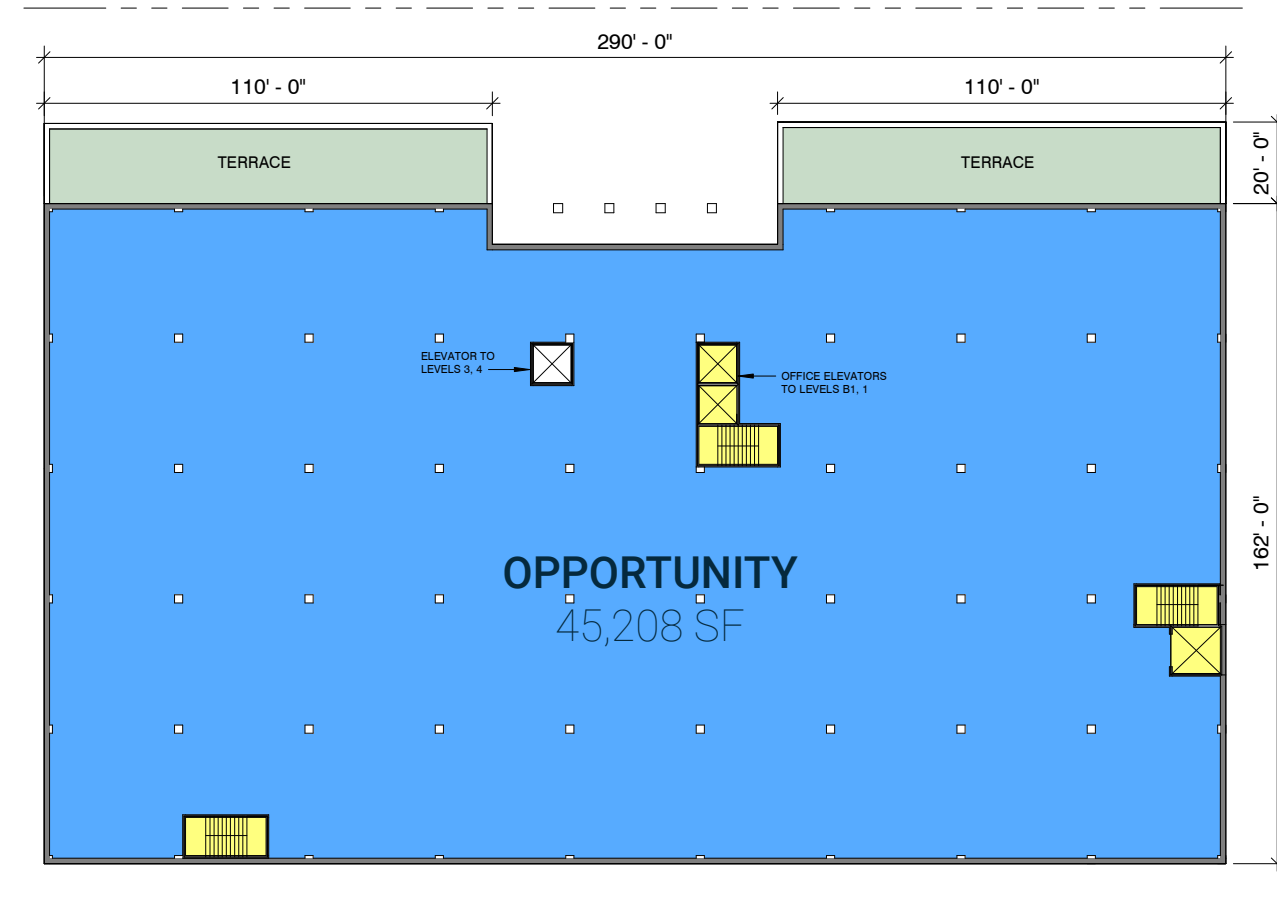 290' - 0"
110' - 0"
110' - 0"
TERRACE
TERRACE
20' - 0"
ELEVATOR TO
LEVELS 3, 4
OFFICE ELEVATORS
TO LEVELS B1, 1
162' - 0"
OPPORTUNITY
45,208 SF